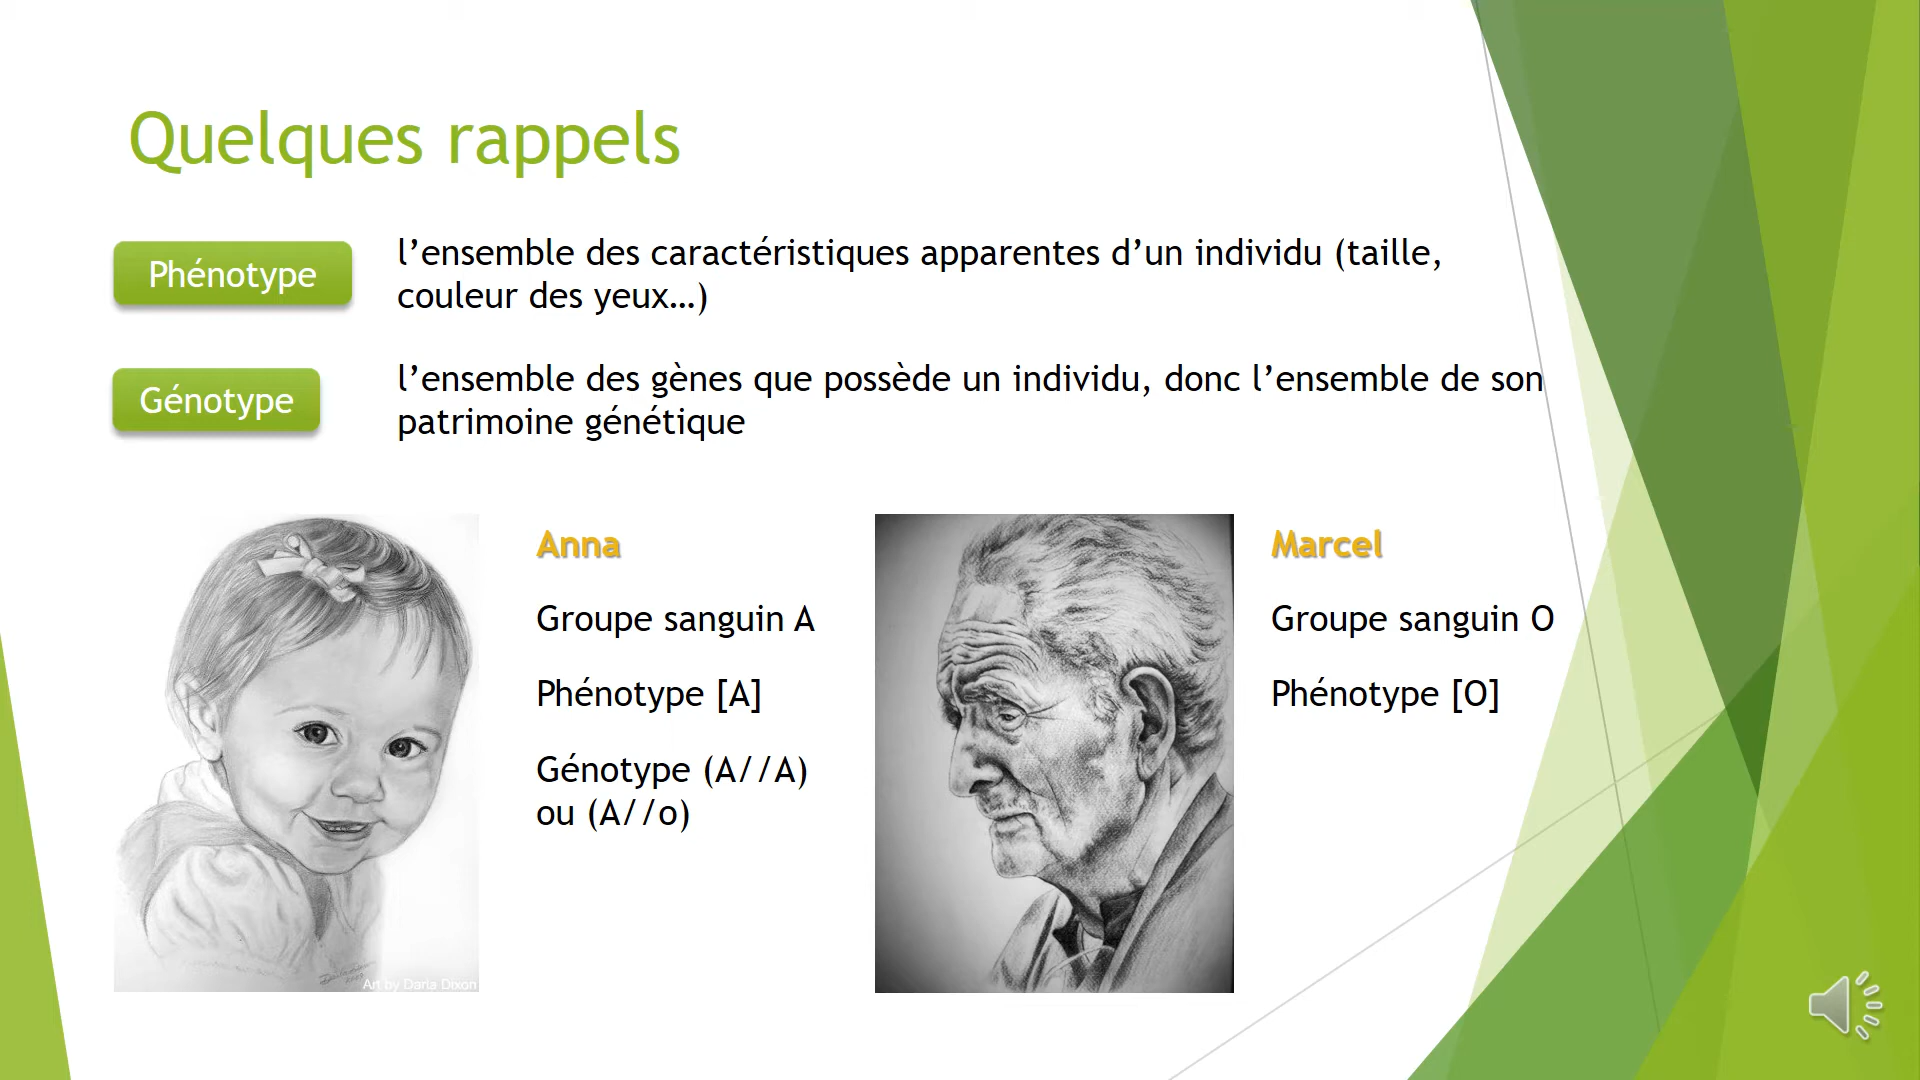 Quelques rappels
Phénotype
l’ensemble des caractéristiques apparentes d’un individu (taille,
couleur des yeux…)
Génotype
l’ensemble des gènes que possède un individu, donc l’ensemble de son
patrimoine génétique
Anna
Groupe sanguin A
Phénotype [A]
Génotype (A//A)
ou (A//o)
Art by Darla Dixon
Marcel
Groupe sanguin O
Phénotype [O]